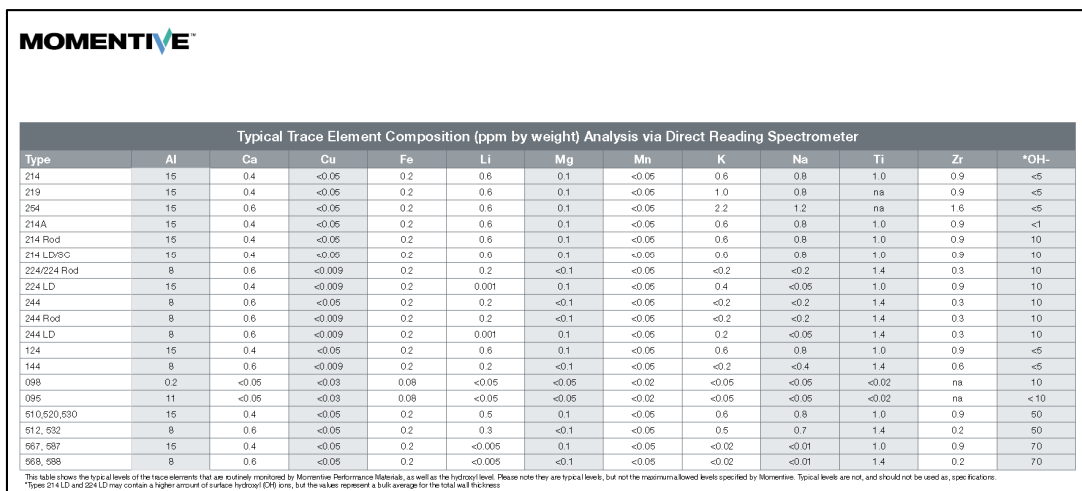 MOMENTIVE™
Typical Trace Element Composition (ppm by weight) Analysis via Direct Reading Spectrometer
Type Al Ca Cu Fe Li Mg Mn K Na Ti Zr *OH-
214 15 0.4 <0.05 0.2 0.6 0.1 <0.05 0.6 0.8 1.0 0.9 <5
219 15 0.4 <0.05 0.2 0.6 0.1 <0.05 1.0 0.8 na 0.9 <5
254 15 0.6 <0.05 0.2 0.6 0.1 <0.05 2.2 1.2 na 1.6 <5
214A 15 0.4 <0.05 0.2 0.6 0.1 <0.05 0.6 0.8 1.0 0.9 <1
214 Rod 15 0.4 <0.05 0.2 0.6 0.1 <0.05 0.6 0.8 1.0 0.9 10
214 LD/SC 15 0.4 <0.05 0.2 0.6 0.1 <0.05 0.6 0.8 1.0 0.9 10
224/224 Rod 8 0.6 <0.009 0.2 0.2 <0.1 <0.05 <0.2 <0.2 1.4 0.3 10
224 LD 15 0.4 <0.009 0.2 0.001 0.1 <0.05 0.4 <0.05 1.0 0.9 10
244 8 0.6 <0.05 0.2 0.2 <0.1 <0.05 <0.2 <0.2 1.4 0.3 10
244 Rod 8 0.6 <0.009 0.2 0.2 <0.1 <0.05 <0.2 <0.2 1.4 0.3 10
244 LD 8 0.6 <0.009 0.2 0.001 0.1 <0.05 0.2 <0.05 1.4 0.3 10
124 15 0.4 <0.05 0.2 0.6 0.1 <0.05 0.6 0.8 1.0 0.9 <5
144 8 0.6 <0.009 0.2 0.2 <0.1 <0.05 <0.2 <0.4 1.4 0.6 <5
098 0.2 <0.05 <0.03 0.08 <0.05 <0.05 <0.02 <0.05 <0.05 <0.02 na 10
095 11 <0.05 <0.03 0.08 <0.05 <0.05 <0.02 <0.05 <0.05 <0.02 na < 10
510,520,530 15 0.4 <0.05 0.2 0.5 0.1 <0.05 0.6 0.8 1.0 0.9 50
512, 532 8 0.6 <0.05 0.2 0.3 <0.1 <0.05 0.5 0.7 1.4 0.2 50
567, 587 15 0.4 <0.05 0.2 <0.005 0.1 <0.05 <0.02 <0.01 1.0 0.9 70
568, 588 8 0.6 <0.05 0.2 <0.005 <0.1 <0.05 <0.02 <0.01 1.4 0.2 70
This table shows the typical levels of the trace elements that are routinely monitored by Momentive Performance Materials, as well as the hydroxyl level. Please note they are typical levels, but not the maximum allowed levels specified by Momentive. Typical levels are not, and should not be used as, specifications.
*Types 214 LD and 224 LD may contain a higher amount of surface hydroxyl (OH) ions, but the values represent a bulk average for the total wall thickness